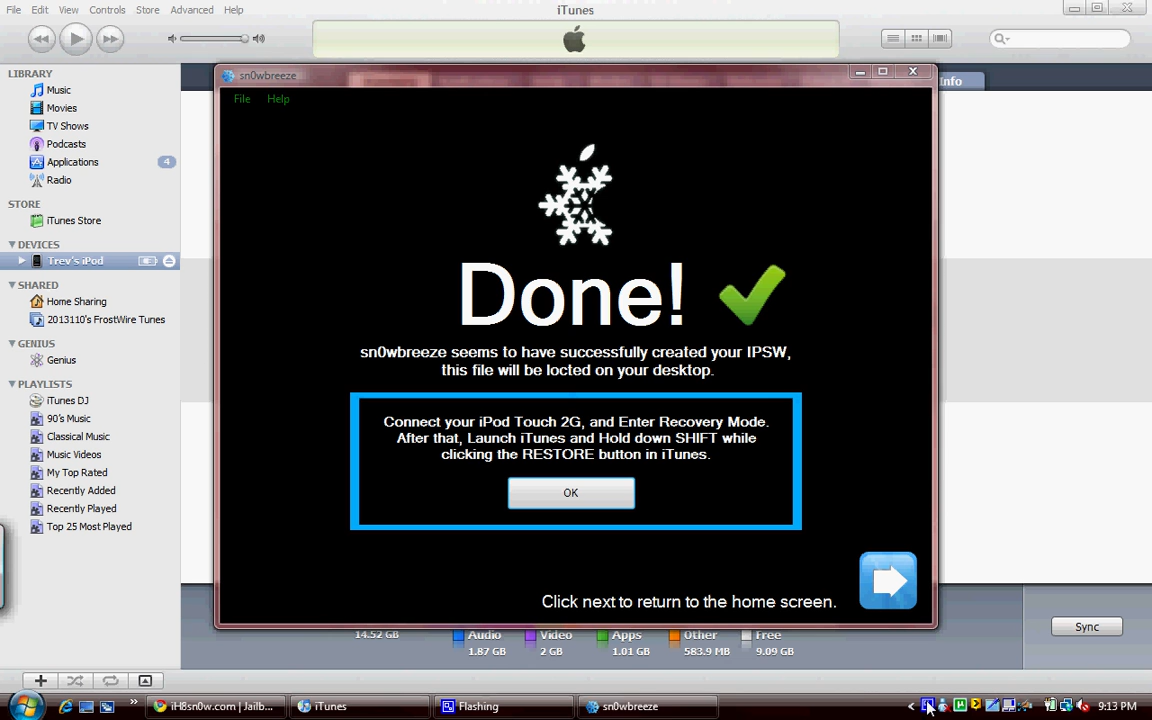 File Edit View Controls Store Advanced Help
iTunes
LIBRARY
Music
Movies
TV Shows
Podcasts
Applications 4
Radio
STORE
iTunes Store
DEVICES
Trev's iPod
SHARED
Home Sharing
2013110's FrostWire Tunes
GENIUS
Genius
PLAYLISTS
iTunes DJ
90's Music
Classical Music
Music Videos
My Top Rated
Recently Added
Recently Played
Top 25 Most Played
Info
sn0wbreeze
File Help
Done!
sn0wbreeze seems to have successfully created your IPSW,
this file will be locted on your desktop.
Connect your iPod Touch 2G, and Enter Recovery Mode.
After that, Launch iTunes and Hold down SHIFT while
clicking the RESTORE button in iTunes.
OK
Click next to return to the home screen.
14.52 GB
Audio Video Apps Other Free
1.87 GB 2 GB 1.01 GB 583.9 MB 9.09 GB
Sync
iH8sn0w.com | Jailb... iTunes Flashing sn0wbreeze 9:13 PM